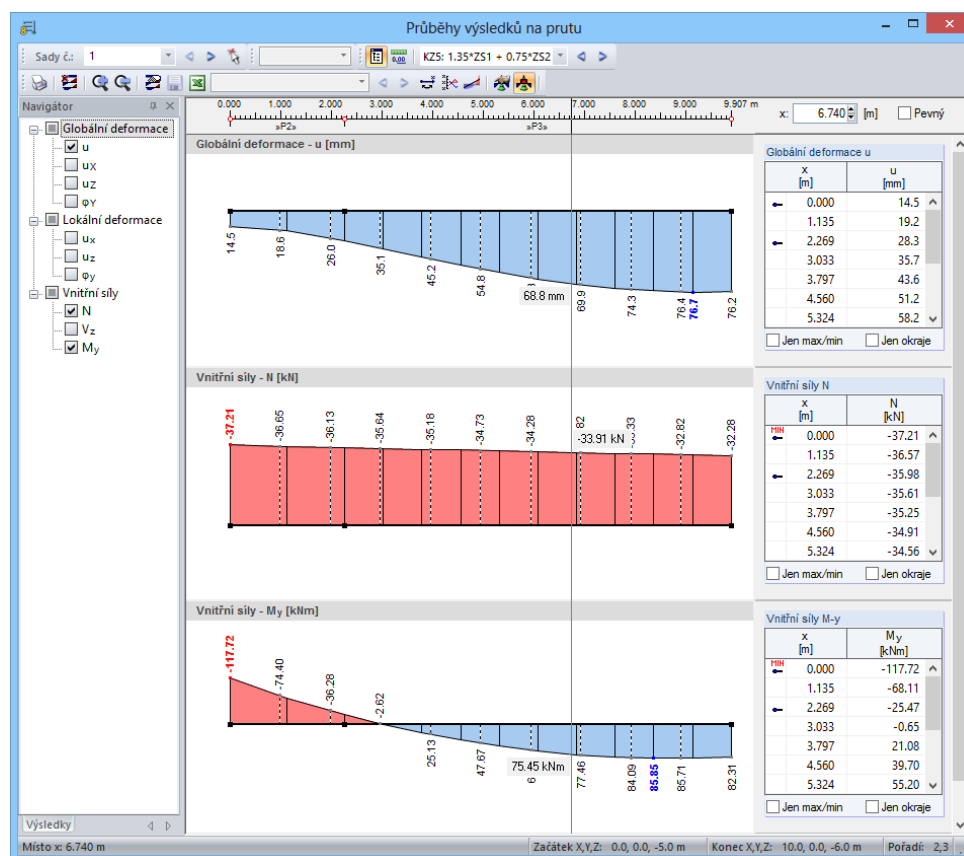 Průběhy výsledků na prutu
Sady č.: 1
KZ5: 1.35*ZS1 + 0.75*ZS2
Navigátor
Globální deformace
u
uX
uZ
φY
Lokální deformace
ux
uz
φy
Vnitřní síly
N
Vz
My
Výsledky
0.000 1.000 2.000 3.000 4.000 5.000 6.000 7.000 8.000 9.000 9.907 m
»P2» »P3»
x: 6.740 [m] Pevný
Globální deformace - u [mm]
14.5 18.6 26.0 35.1 45.2 54.8 68.8 mm 69.9 74.3 76.4 76.7 76.2
Globální deformace u
x u
[m] [mm]
0.000 14.5
1.135 19.2
2.269 28.3
3.033 35.7
3.797 43.6
4.560 51.2
5.324 58.2
Jen max/min Jen okraje
Vnitřní síly - N [kN]
-37.21 -36.65 -36.13 -35.64 -35.18 -34.73 -34.28 -33.91 kN -32.82 -32.28
Vnitřní síly N
x N
[m] [kN]
MIN 0.000 -37.21
1.135 -36.57
2.269 -35.98
3.033 -35.61
3.797 -35.25
4.560 -34.91
5.324 -34.56
Jen max/min Jen okraje
Vnitřní síly - My [kNm]
-117.72 -74.40 -36.28 -2.62 25.13 47.67 75.45 kNm 77.46 84.09 85.85 85.71 82.31
Vnitřní síly M-y
x My
[m] [kNm]
MIN 0.000 -117.72
1.135 -68.11
2.269 -25.47
3.033 -0.65
3.797 21.08
4.560 39.70
5.324 55.20
Jen max/min Jen okraje
Místo x: 6.740 m
Začátek X,Y,Z: 0.0, 0.0, -5.0 m
Konec X,Y,Z: 10.0, 0.0, -6.0 m
Pořadí: 2,3